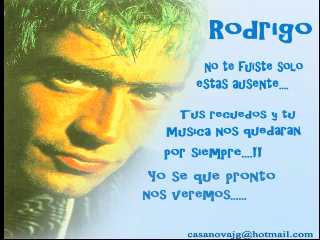 Rodrigo
No te Fuiste solo
estas ausente....
Tus recuedos y tu
Musica nos quedaran
por siempre....!!
Yo se que pronto
nos veremos......
casanovajg@hotmail.com